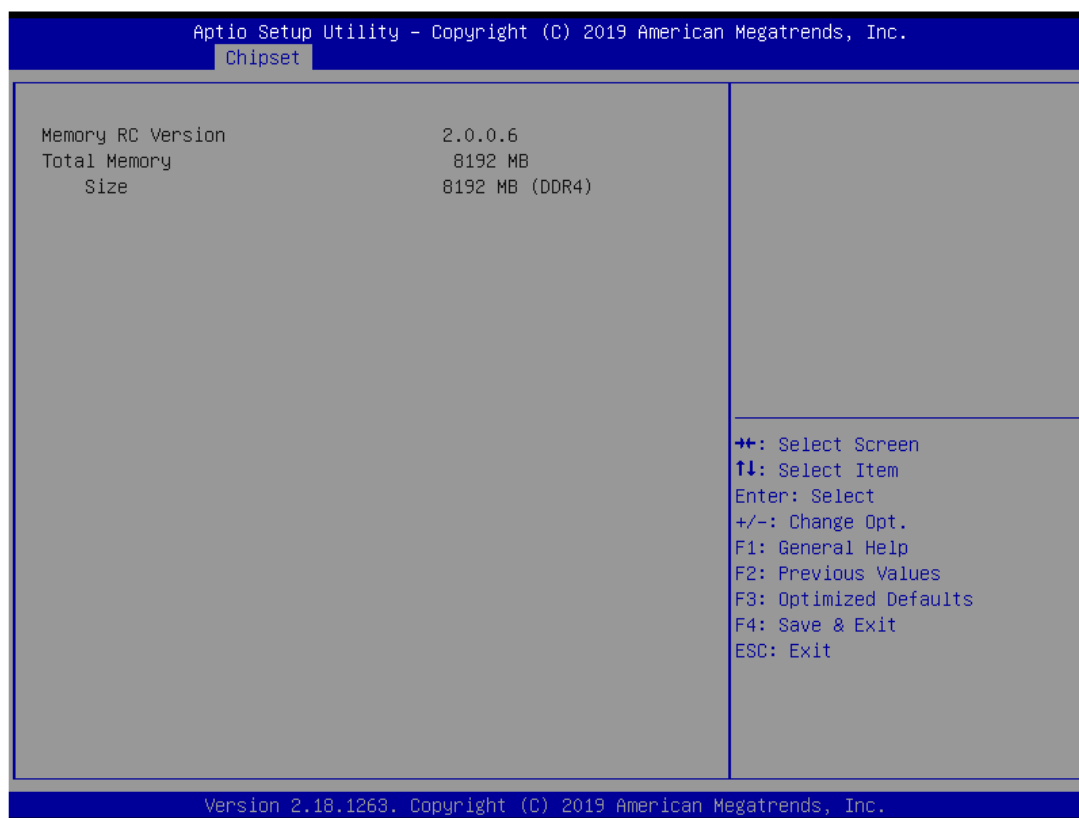 Aptio Setup Utility – Copyright (C) 2019 American Megatrends, Inc.
Chipset
Memory RC Version 2.0.0.6
Total Memory 8192 MB
Size 8192 MB (DDR4)
→←: Select Screen
↑↓: Select Item
Enter: Select
+/-: Change Opt.
F1: General Help
F2: Previous Values
F3: Optimized Defaults
F4: Save & Exit
ESC: Exit
Version 2.18.1263. Copyright (C) 2019 American Megatrends, Inc.